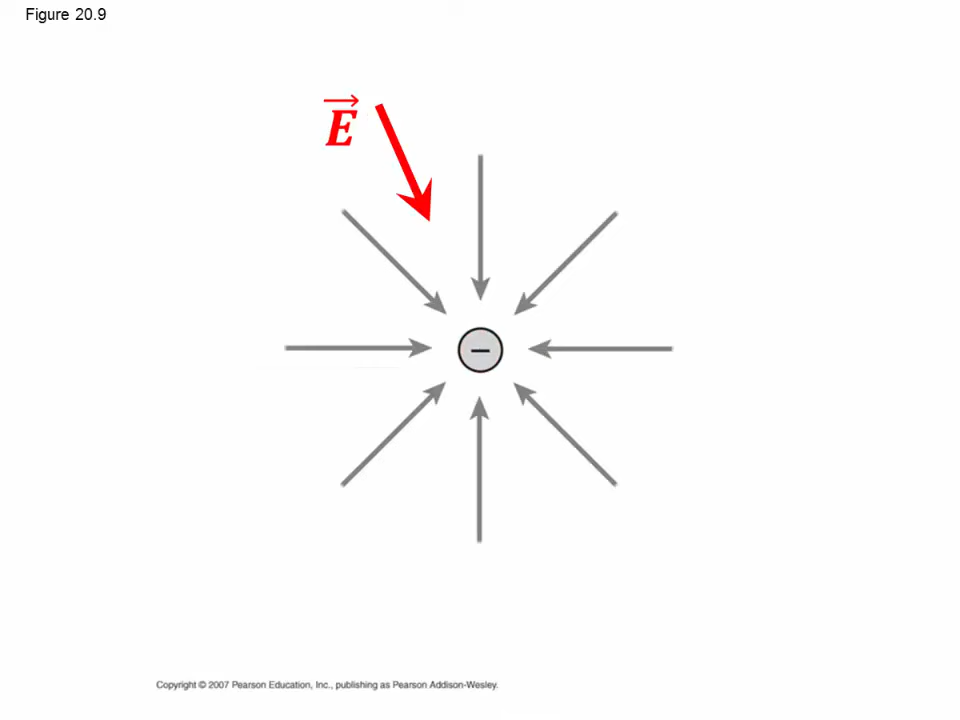 Figure 20.9
E
−
Copyright © 2007 Pearson Education, Inc., publishing as Pearson Addison-Wesley.